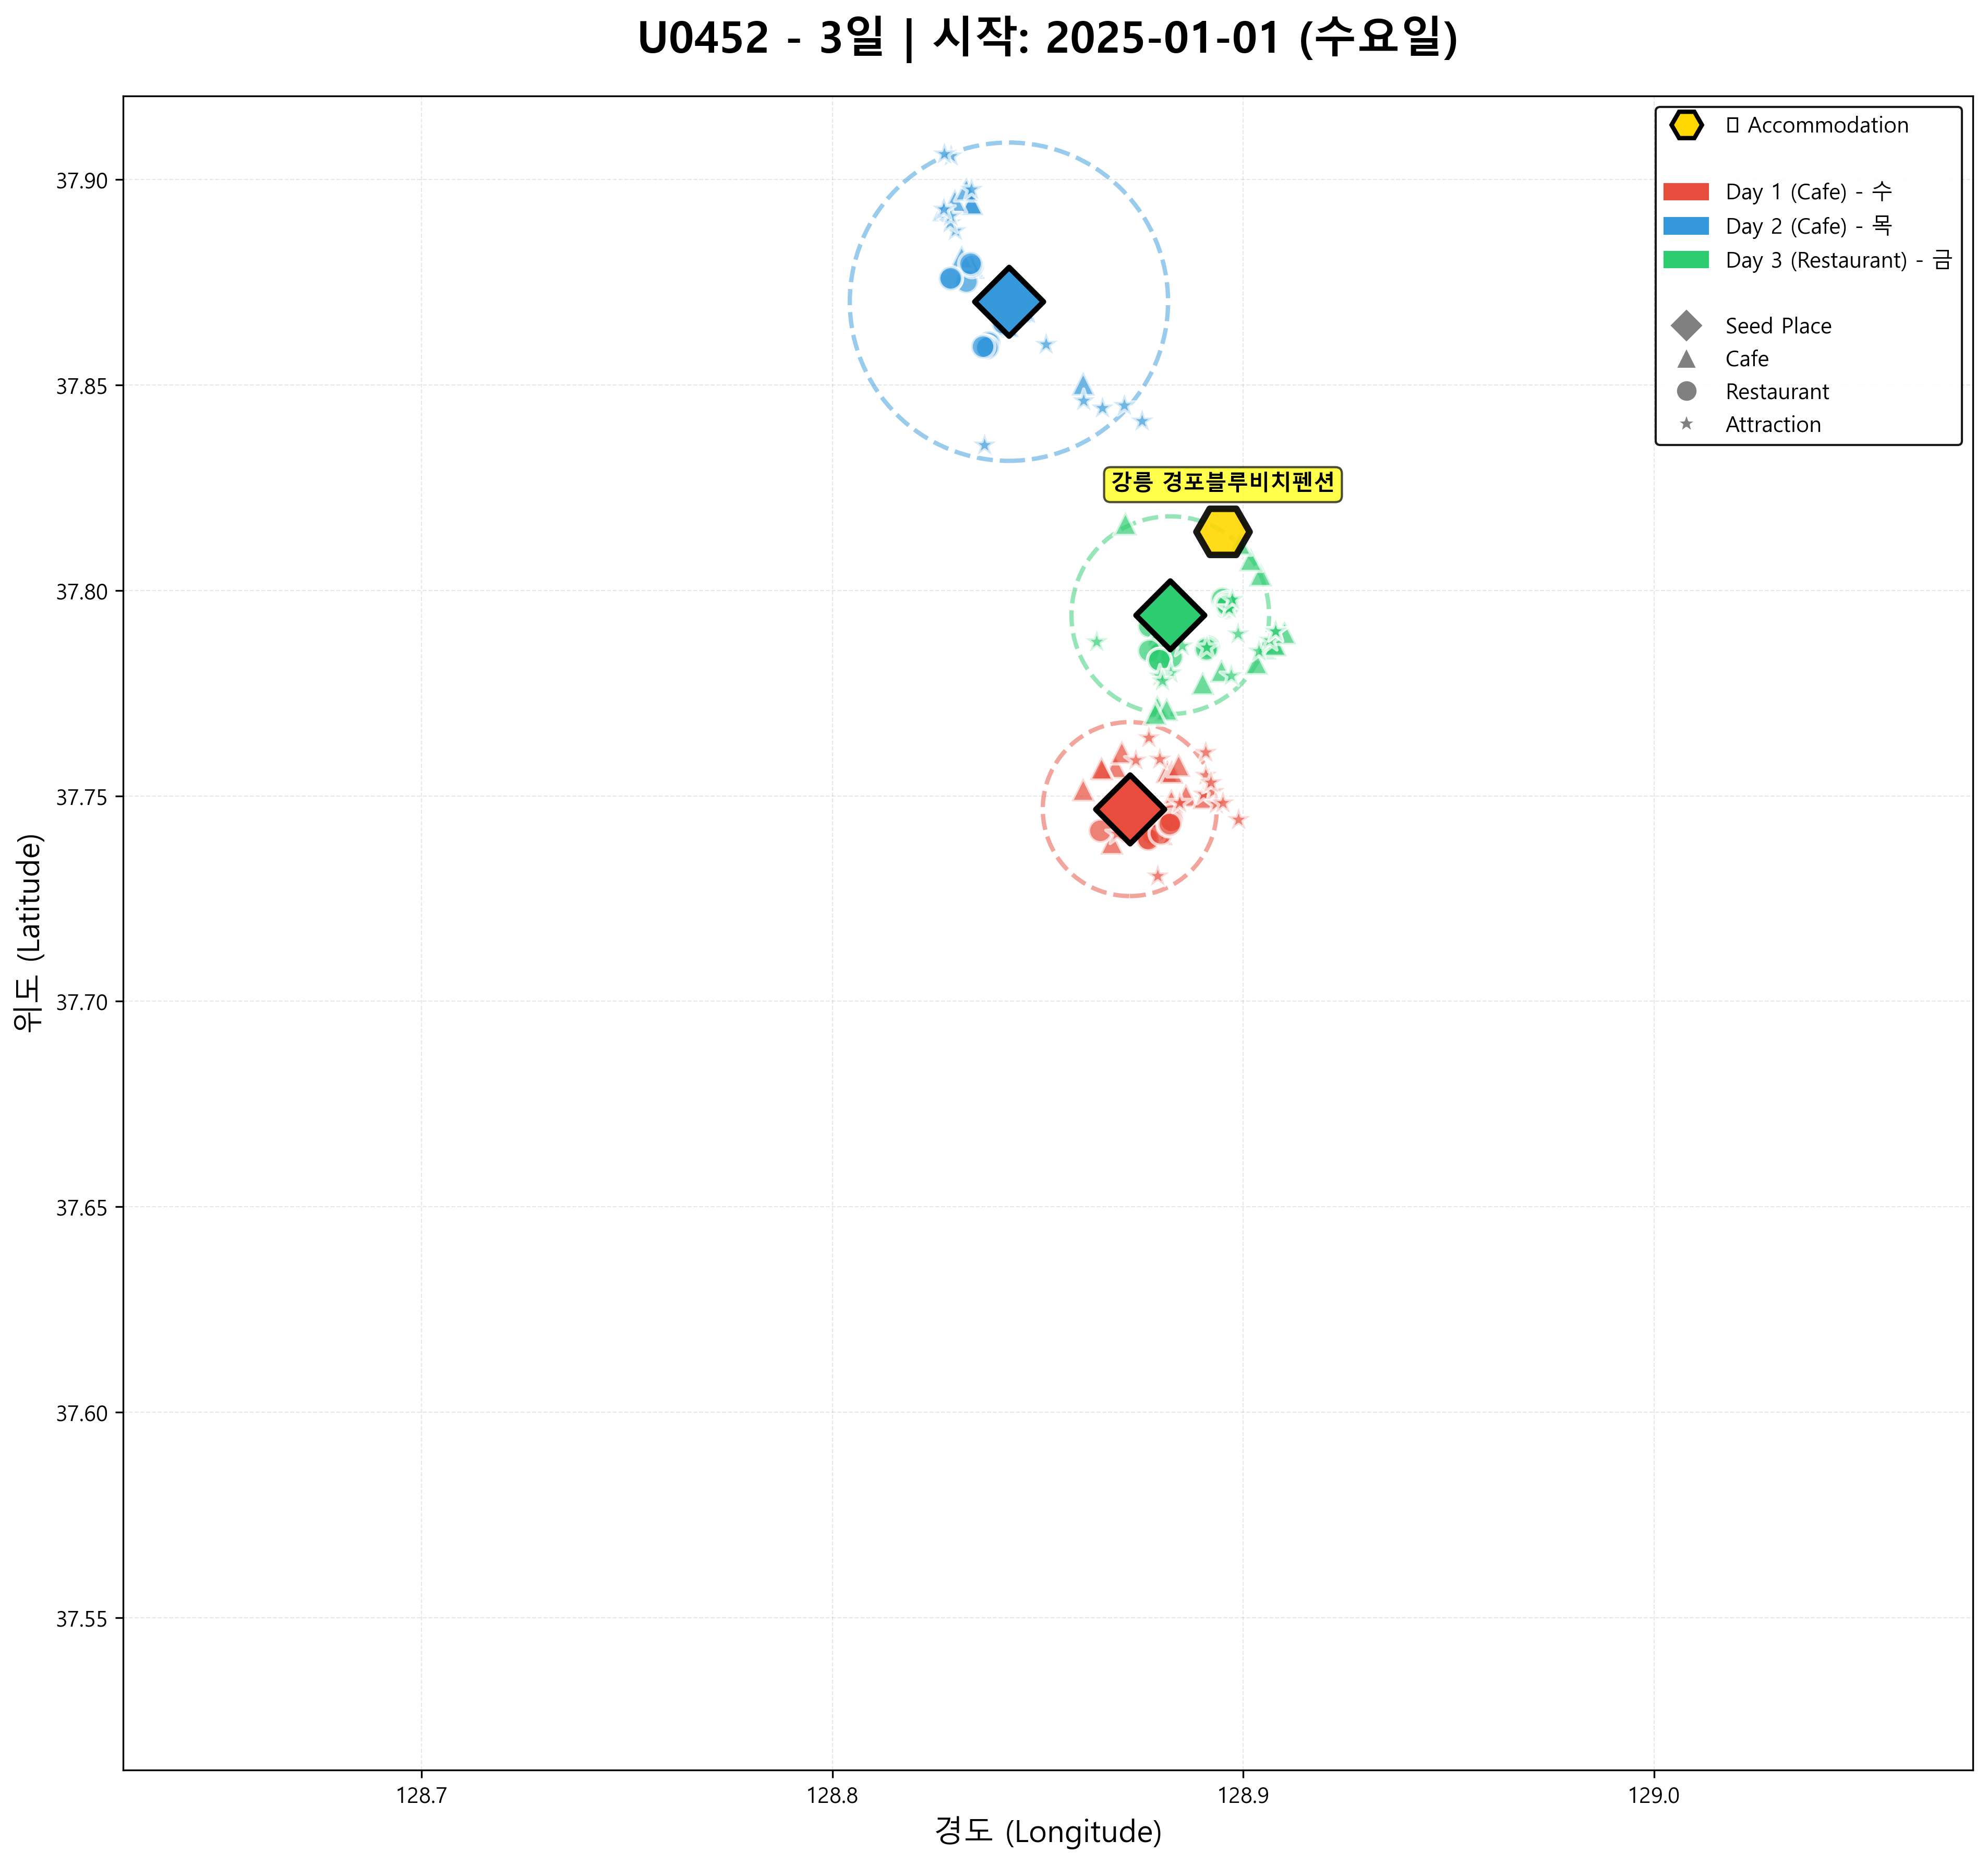 U0452 - 3일 | 시작: 2025-01-01 (수요일)
Accommodation
Day 1 (Cafe) - 수
Day 2 (Cafe) - 목
Day 3 (Restaurant) - 금
Seed Place
Cafe
Restaurant
Attraction
강릉 경포블루비치펜션
37.90
37.85
37.80
37.75
37.70
37.65
37.60
37.55
위도 (Latitude)
128.7
128.8
128.9
129.0
경도 (Longitude)